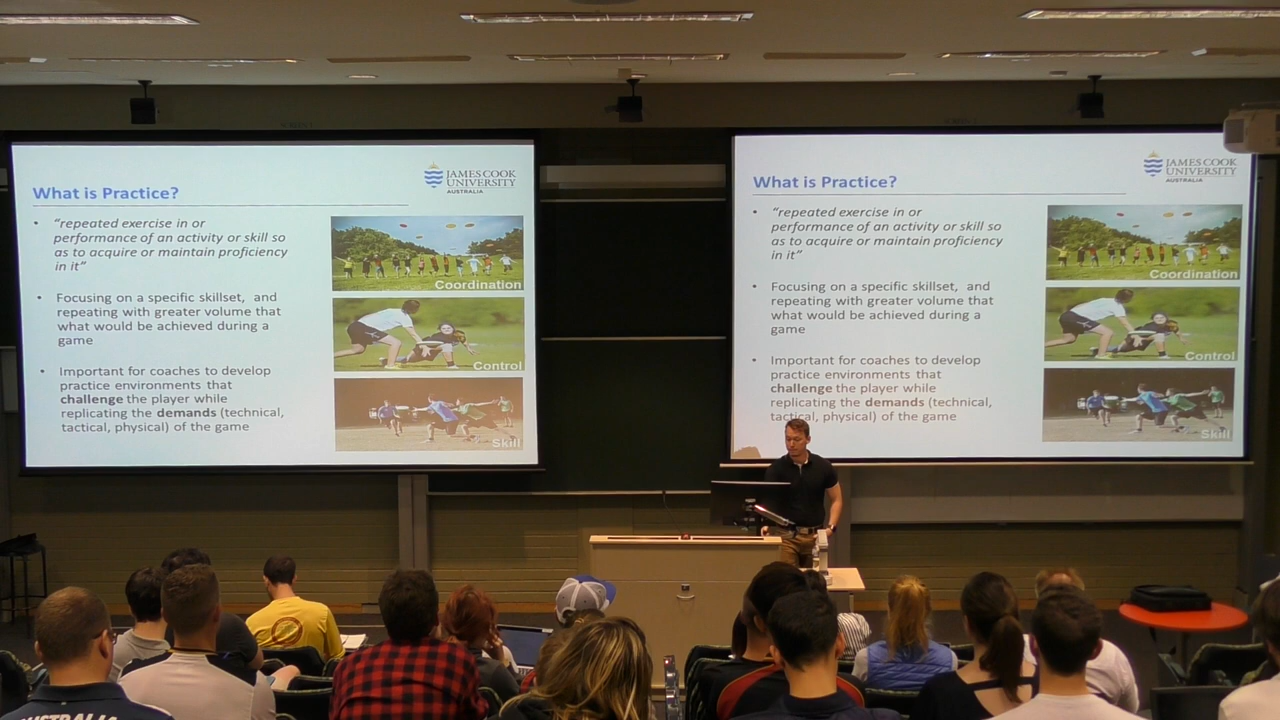 JAMES COOK
UNIVERSITY
AUSTRALIA
What is Practice?
• "repeated exercise in or
performance of an activity or skill so
as to acquire or maintain proficiency
in it"
• Focusing on a specific skillset, and
repeating with greater volume that
what would be achieved during a
game
• Important for coaches to develop
practice environments that
challenge the player while
replicating the demands (technical,
tactical, physical) of the game
Coordination
Control
Skill
JAMES COOK
UNIVERSITY
AUSTRALIA
What is Practice?
• "repeated exercise in or
performance of an activity or skill so
as to acquire or maintain proficiency
in it"
• Focusing on a specific skillset, and
repeating with greater volume that
what would be achieved during a
game
• Important for coaches to develop
practice environments that
challenge the player while
replicating the demands (technical,
tactical, physical) of the game
Coordination
Control
Skill
AUSTRALIA